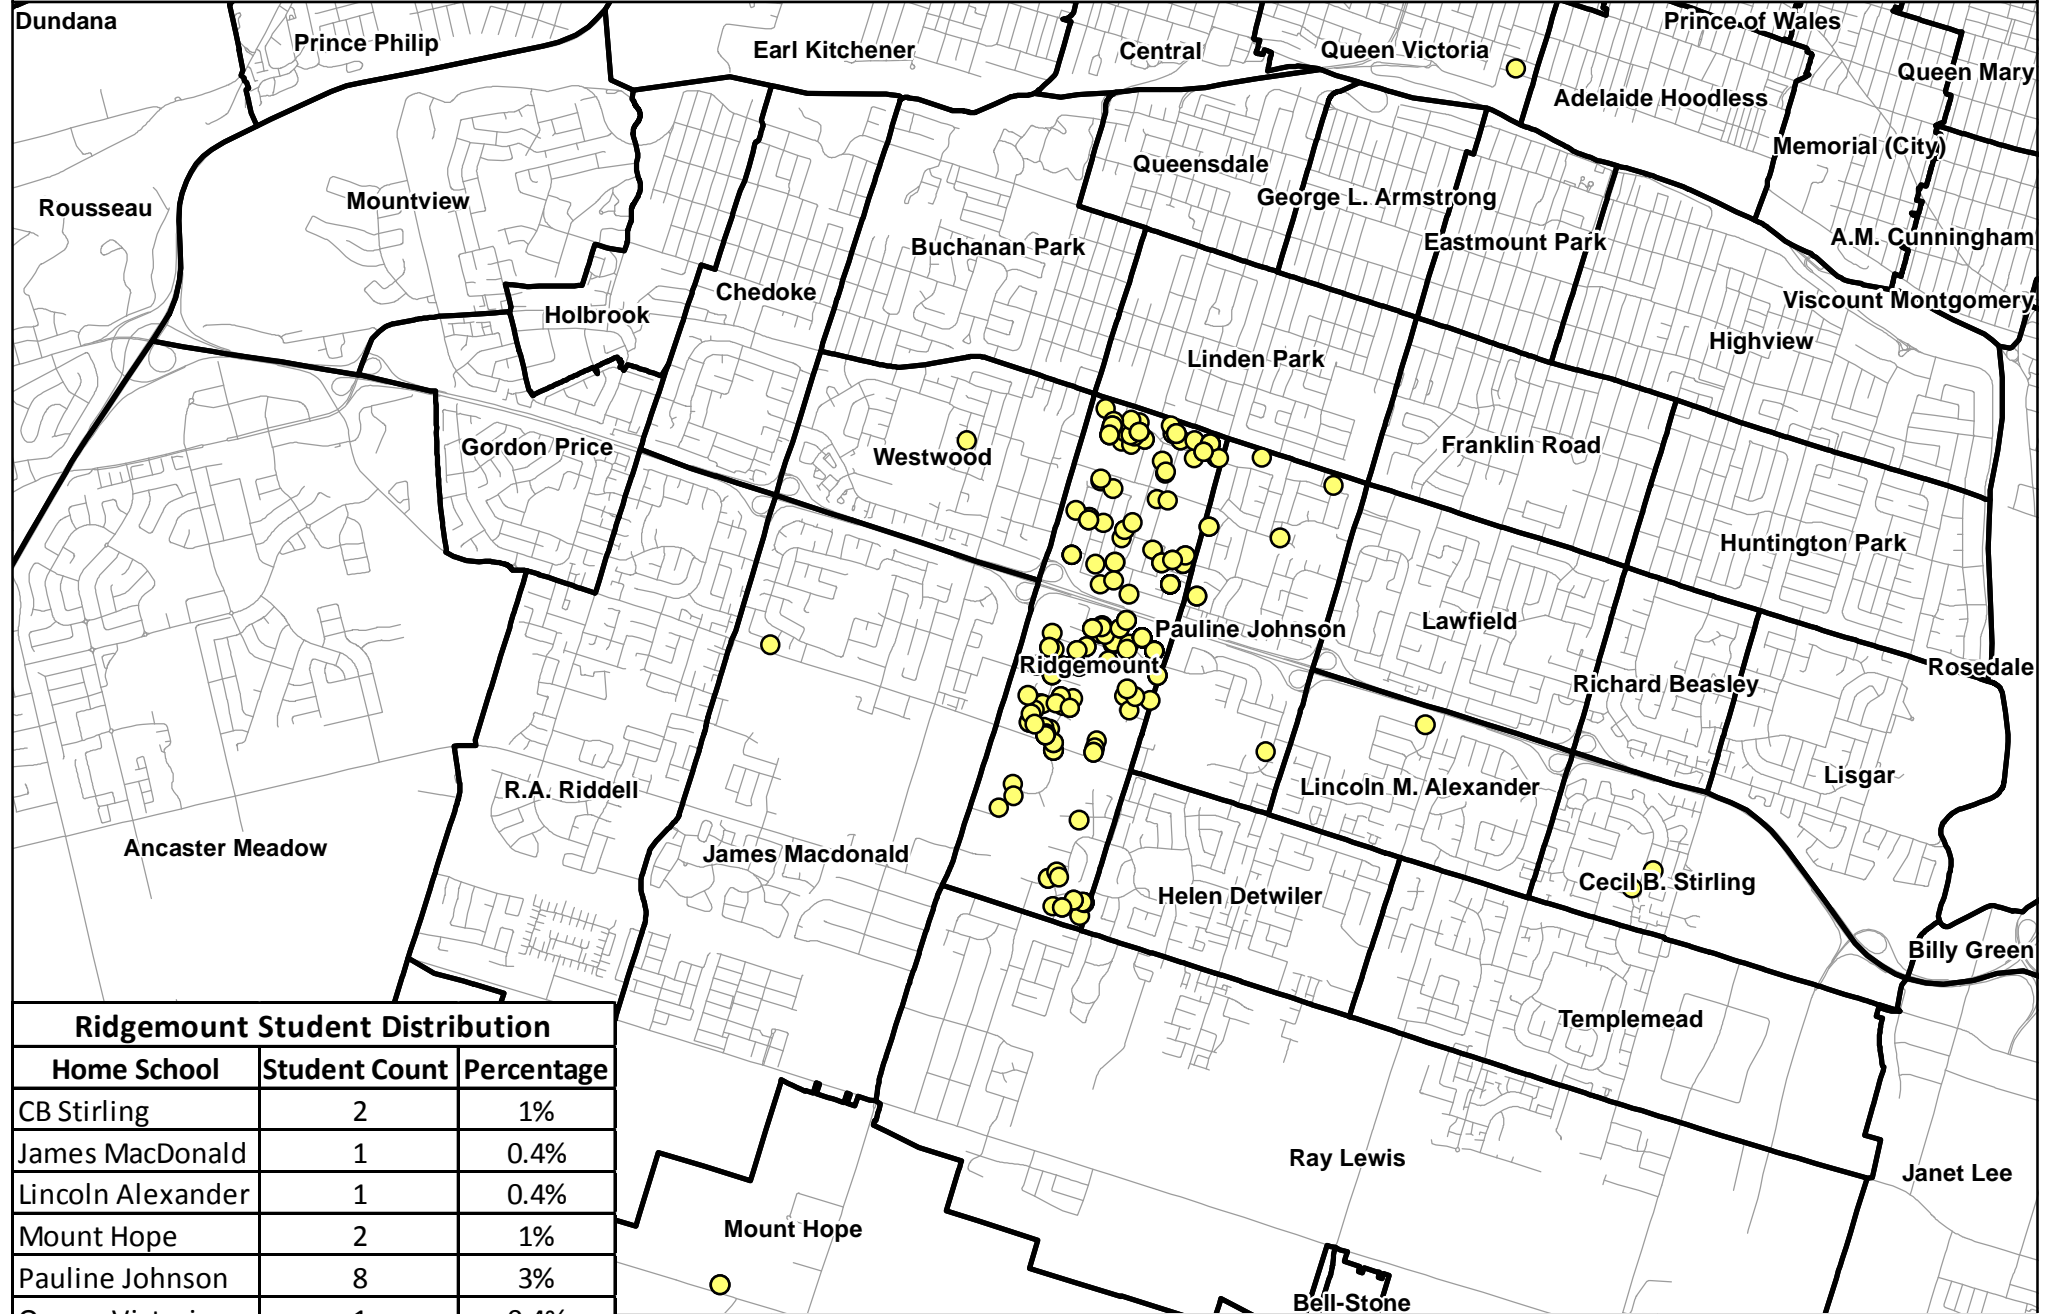 Dundana
Prince Philip
Earl Kitchener
Central
Queen Victoria
Prince of Wales
Queen Mary
Adelaide Hoodless
Memorial (City)
Queensdale
George L. Armstrong
Rousseau
Mountview
Buchanan Park
Eastmount Park
A.M. Cunningham
Chedoke
Viscount Montgomery
Holbrook
Highview
Linden Park
Gordon Price
Westwood
Franklin Road
Huntington Park
Lawfield
Pauline Johnson
Ridgemount
Rosedale
Richard Beasley
Lisgar
R.A. Riddell
Lincoln M. Alexander
Ancaster Meadow
James Macdonald
Cecil B. Stirling
Helen Detwiler
Billy Green
Templemead
Ray Lewis
Janet Lee
Mount Hope
Bell-Stone
Ridgemount Student Distribution
Home School Student Count Percentage
CB Stirling 2 1%
James MacDonald 1 0.4%
Lincoln Alexander 1 0.4%
Mount Hope 2 1%
Pauline Johnson 8 3%